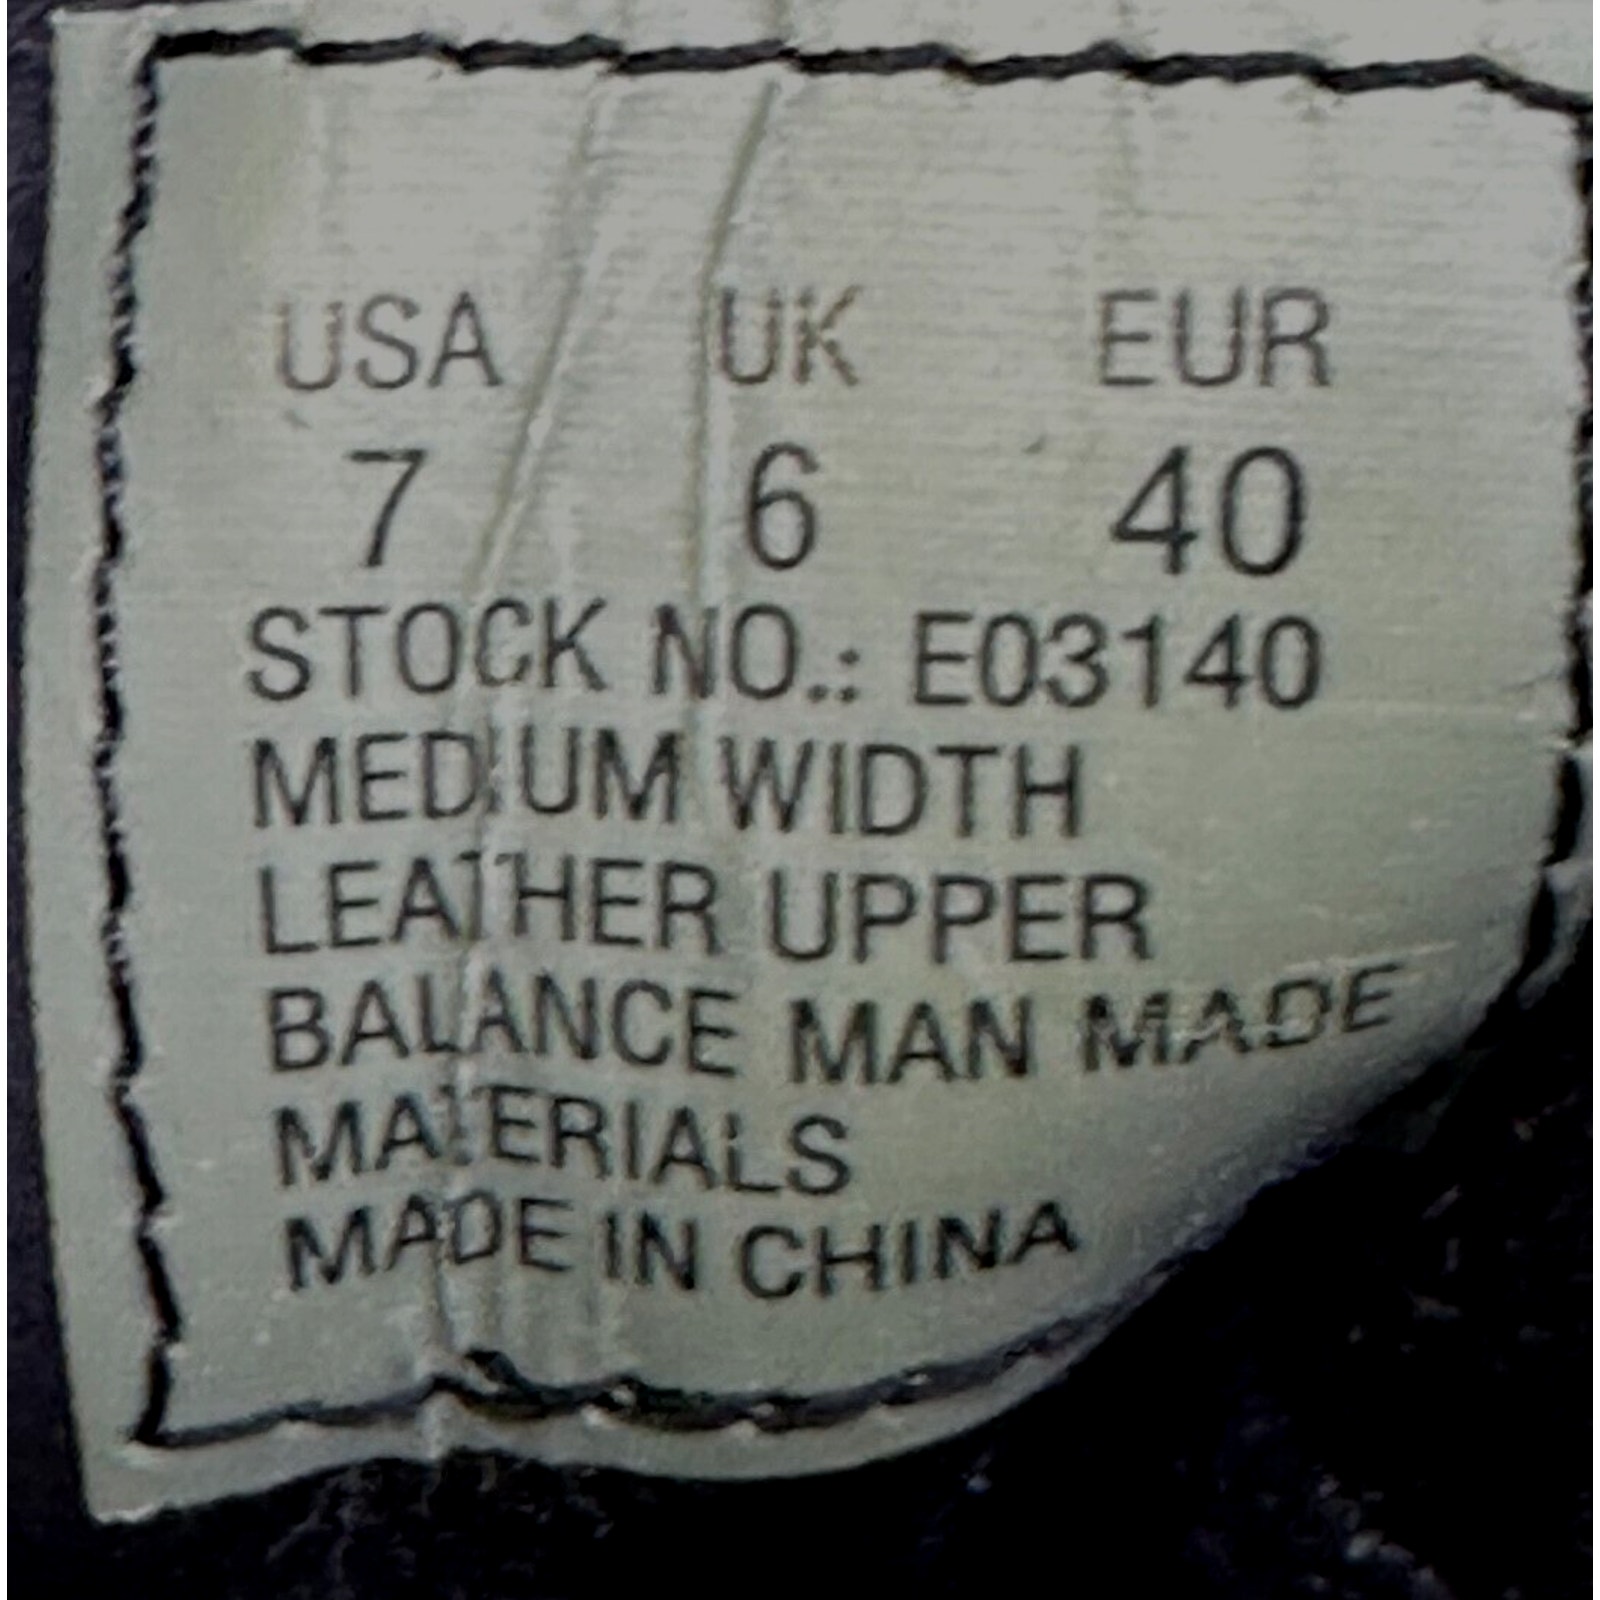 USA UK EUR
7 6 40
STOCK NO.: E03140
MEDIUM WIDTH
LEATHER UPPER
BALANCE MAN MADE
MATERIALS
MADE IN CHINA